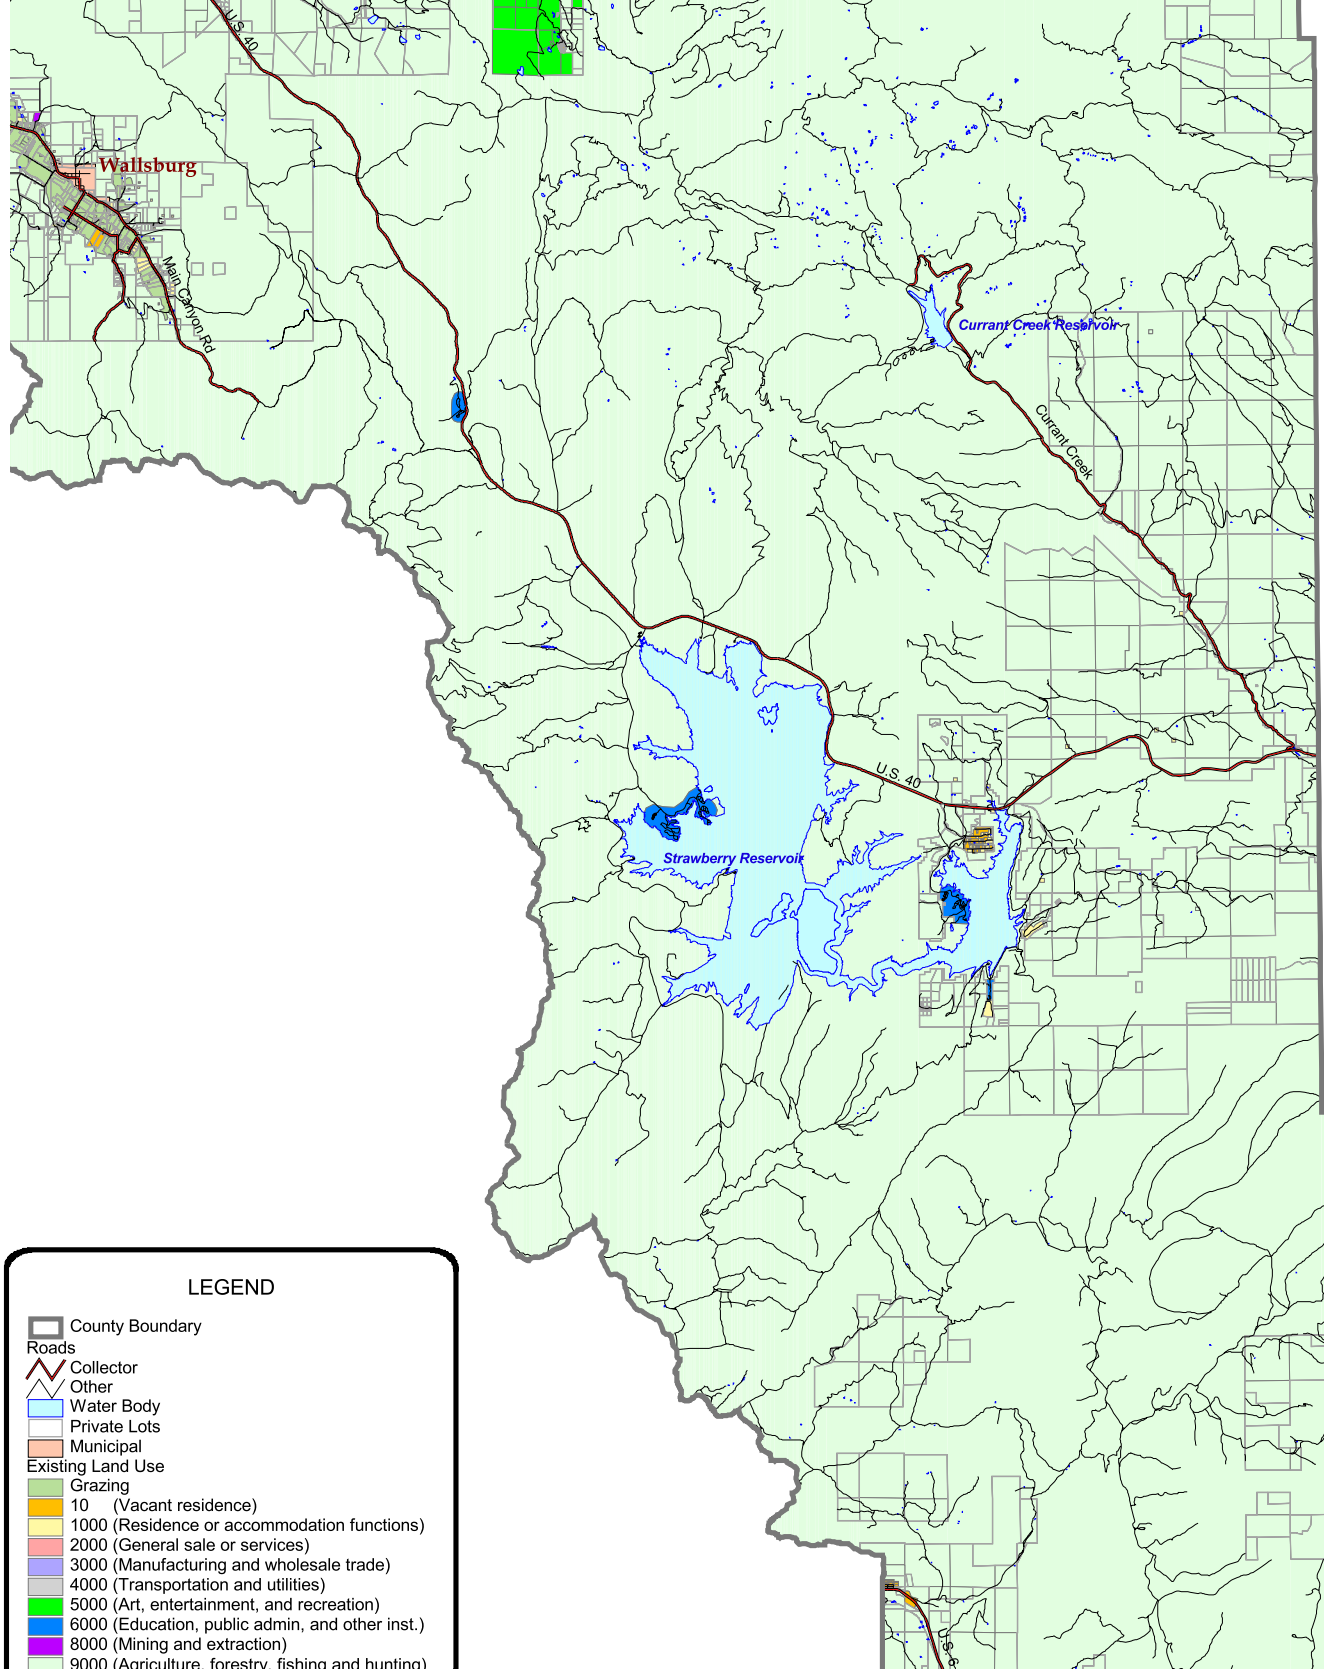 U.S. 40
Wallsburg
Main Canyon Rd
Currant Creek Reservoir
Currant Creek
U.S. 40
Strawberry Reservoir
LEGEND
County Boundary
Roads
Collector
Other
Water Body
Private Lots
Municipal
Existing Land Use
Grazing
10 (Vacant residence)
1000 (Residence or accommodation functions)
2000 (General sale or services)
3000 (Manufacturing and wholesale trade)
4000 (Transportation and utilities)
5000 (Art, entertainment, and recreation)
6000 (Education, public admin, and other inst.)
8000 (Mining and extraction)
9000 (Agriculture, forestry, fishing and hunting)
U.S.